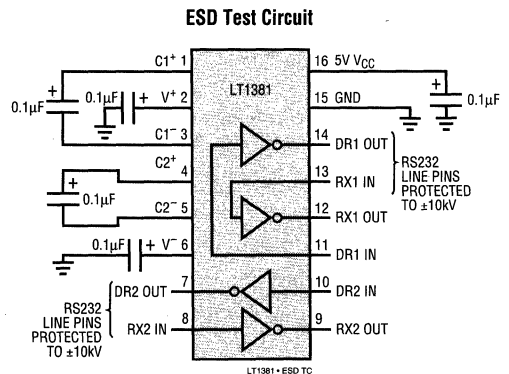 ESD Test Circuit
C1+ 1
16 5V VCC
LT1381
0.1µF
0.1µF
V+ 2
15 GND
0.1µF
C1− 3
14 DR1 OUT
C2+
4
13 RX1 IN
RS232
LINE PINS
PROTECTED
TO ±10kV
0.1µF
C2− 5
12 RX1 OUT
0.1µF
V− 6
11 DR1 IN
7
DR2 OUT
10 DR2 IN
RS232
LINE PINS
PROTECTED
TO ±10kV
8
RX2 IN
9 RX2 OUT
LT1381 • ESD TC
+
+
+
+
+